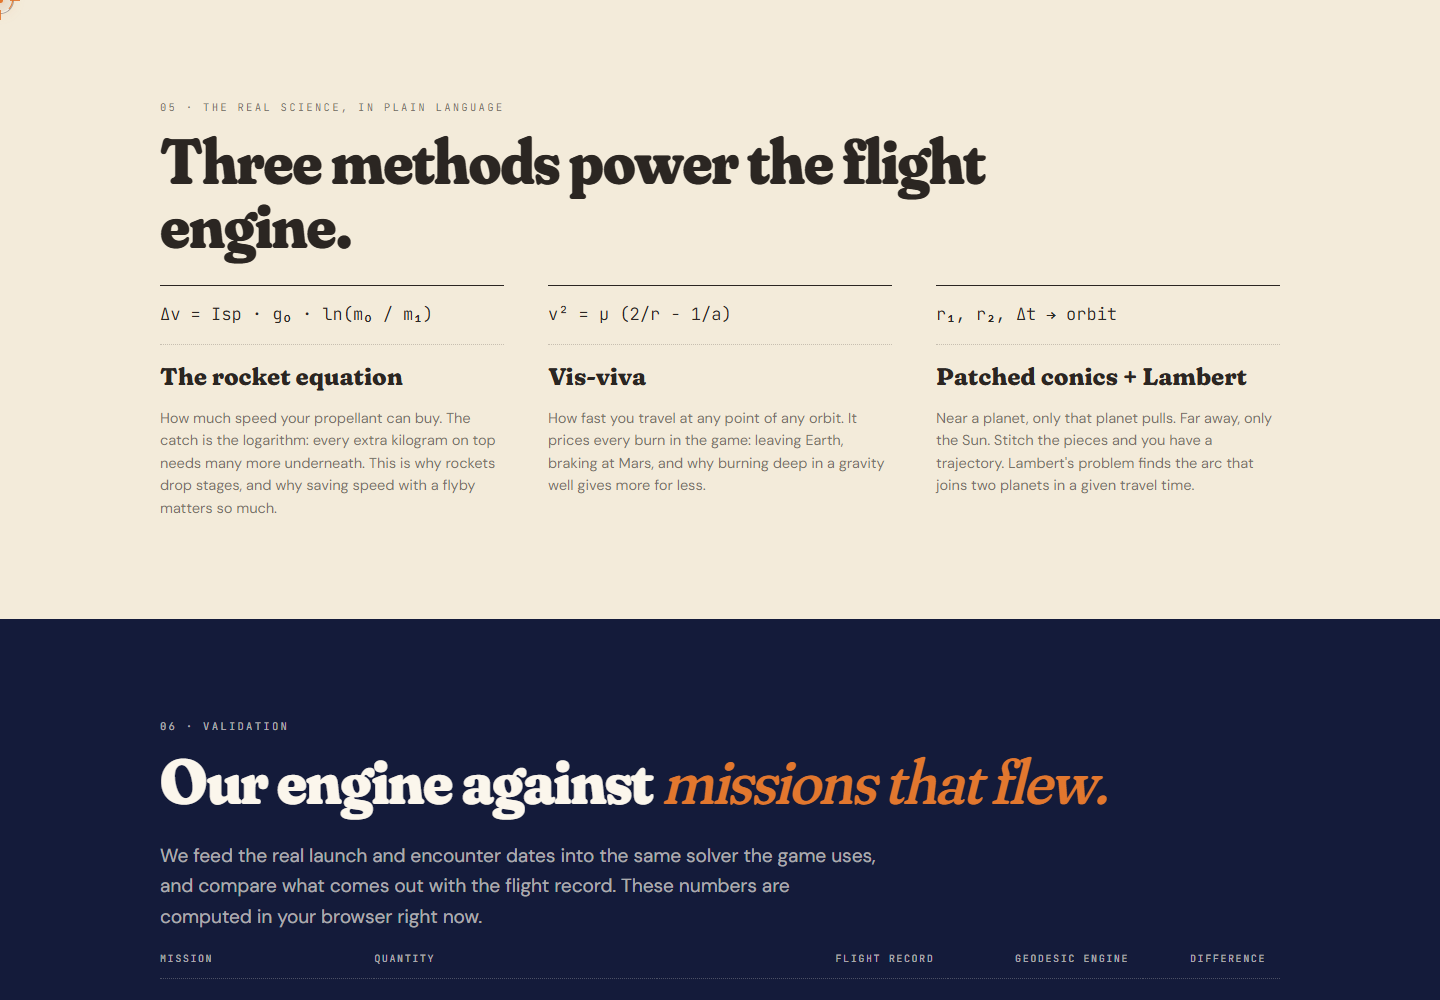 05 · THE REAL SCIENCE, IN PLAIN LANGUAGE
Three methods power the flight
engine.
Δv = Isp · g₀ · ln(m₀ / m₁)
The rocket equation
How much speed your propellant can buy. The
catch is the logarithm: every extra kilogram on top
needs many more underneath. This is why rockets
drop stages, and why saving speed with a flyby
matters so much.
v² = μ (2/r - 1/a)
Vis-viva
How fast you travel at any point of any orbit. It
prices every burn in the game: leaving Earth,
braking at Mars, and why burning deep in a gravity
well gives more for less.
r₁, r₂, Δt → orbit
Patched conics + Lambert
Near a planet, only that planet pulls. Far away, only
the Sun. Stitch the pieces and you have a
trajectory. Lambert's problem finds the arc that
joins two planets in a given travel time.
06 · VALIDATION
Our engine against missions that flew.
We feed the real launch and encounter dates into the same solver the game uses,
and compare what comes out with the flight record. These numbers are
computed in your browser right now.
MISSION QUANTITY FLIGHT RECORD GEODESIC ENGINE DIFFERENCE